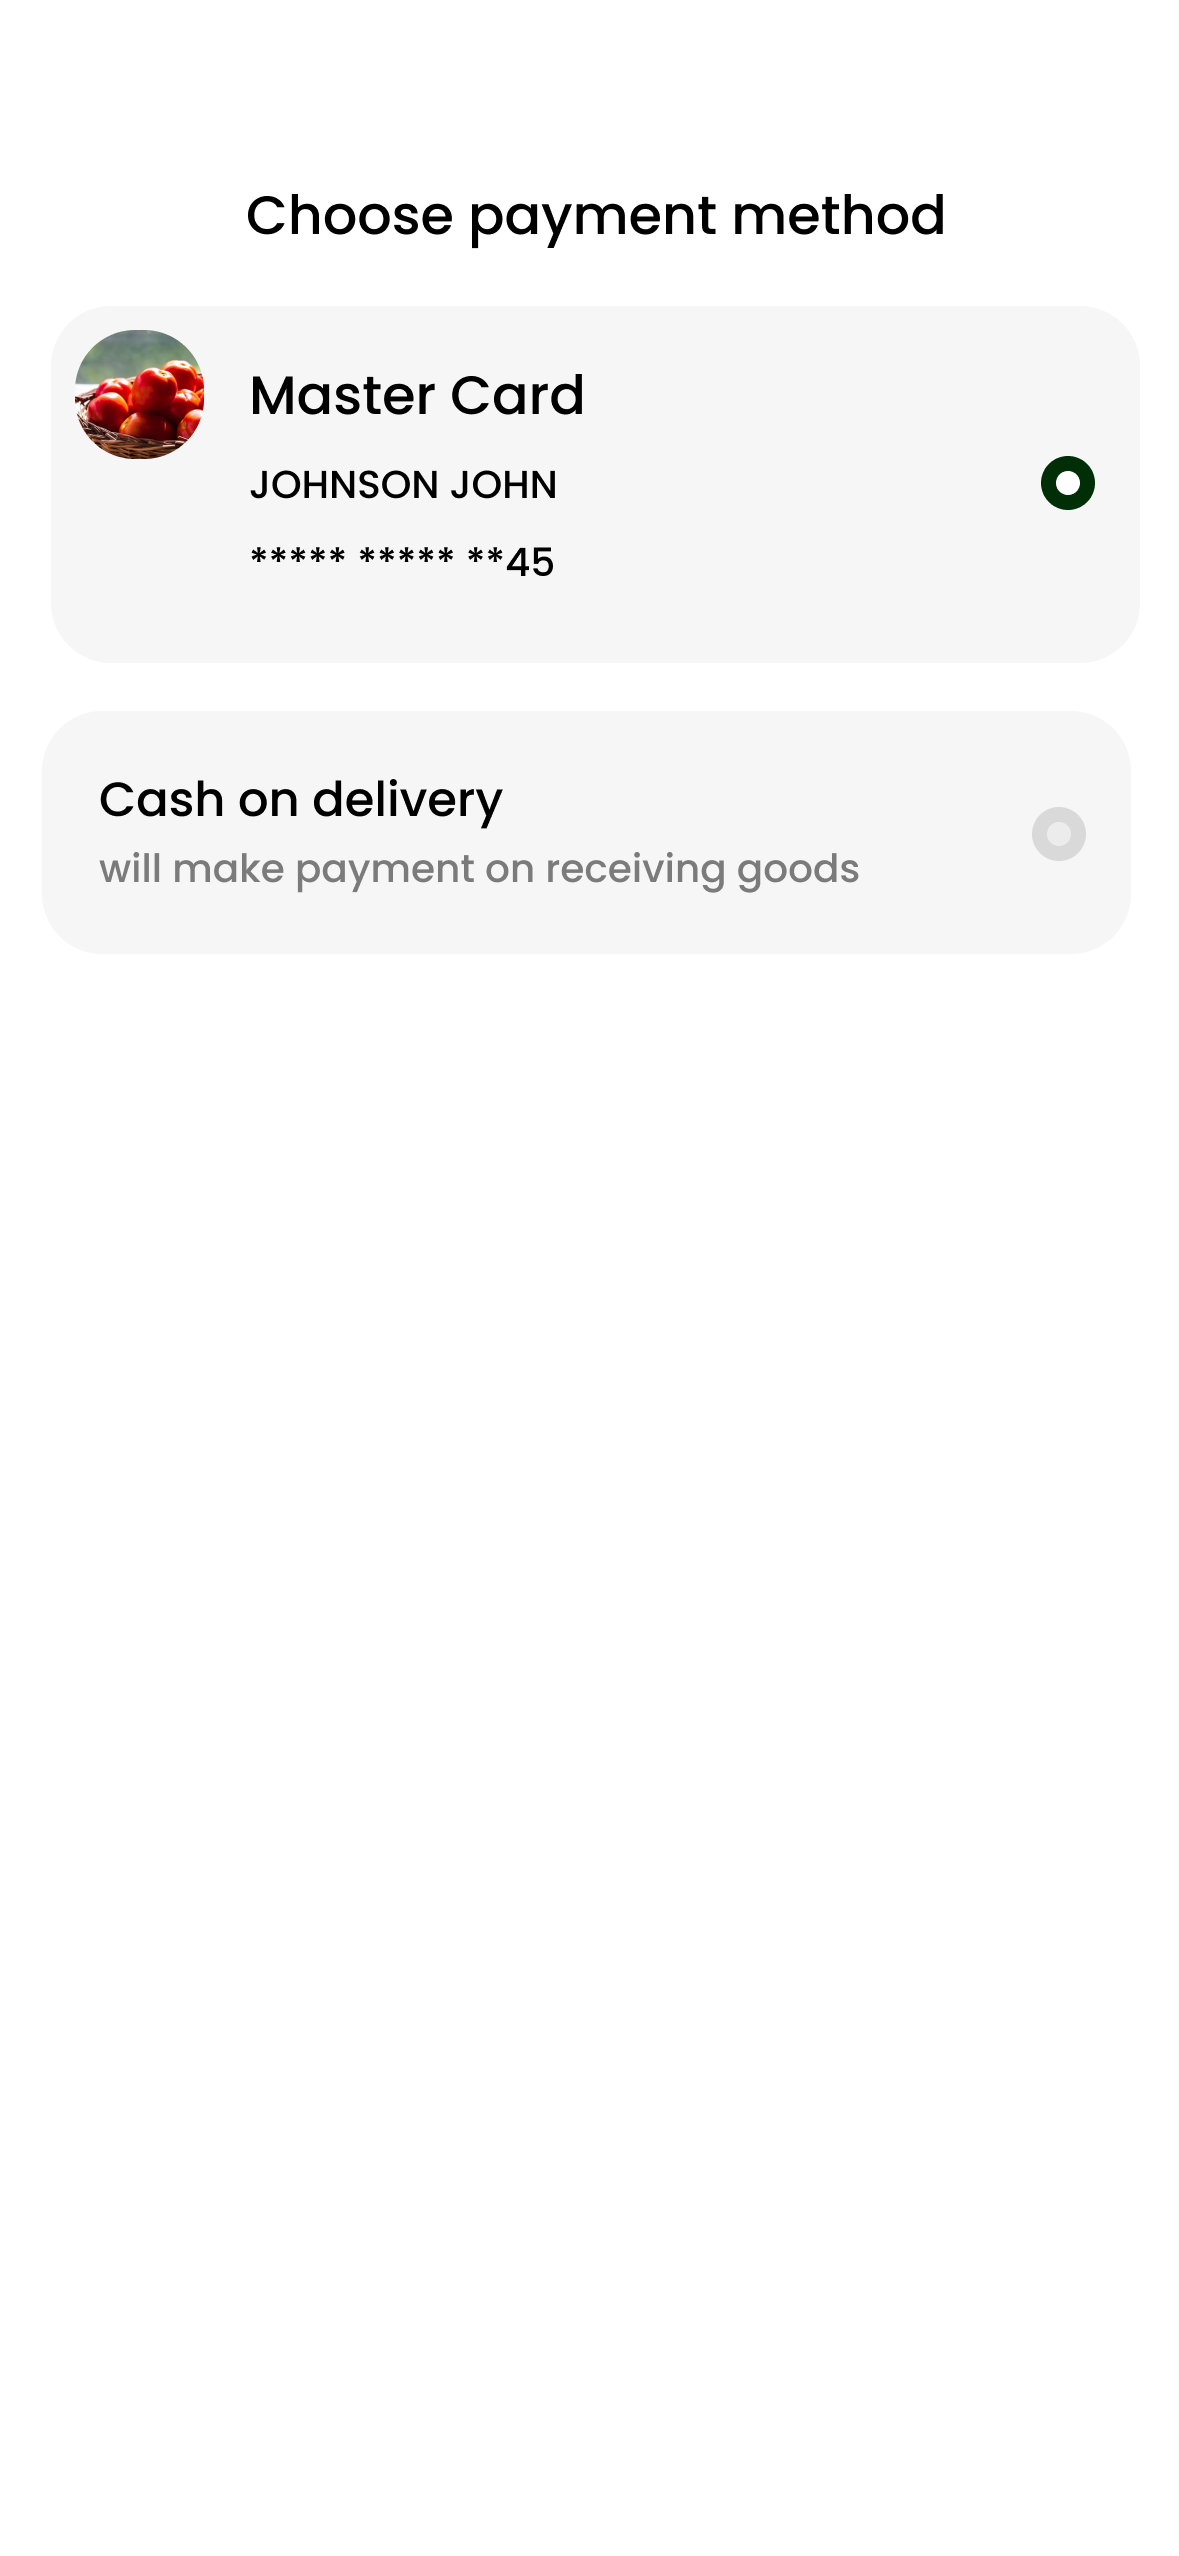 Choose payment method
Master Card
JOHNSON JOHN
***** ***** **45
Cash on delivery
will make payment on receiving goods